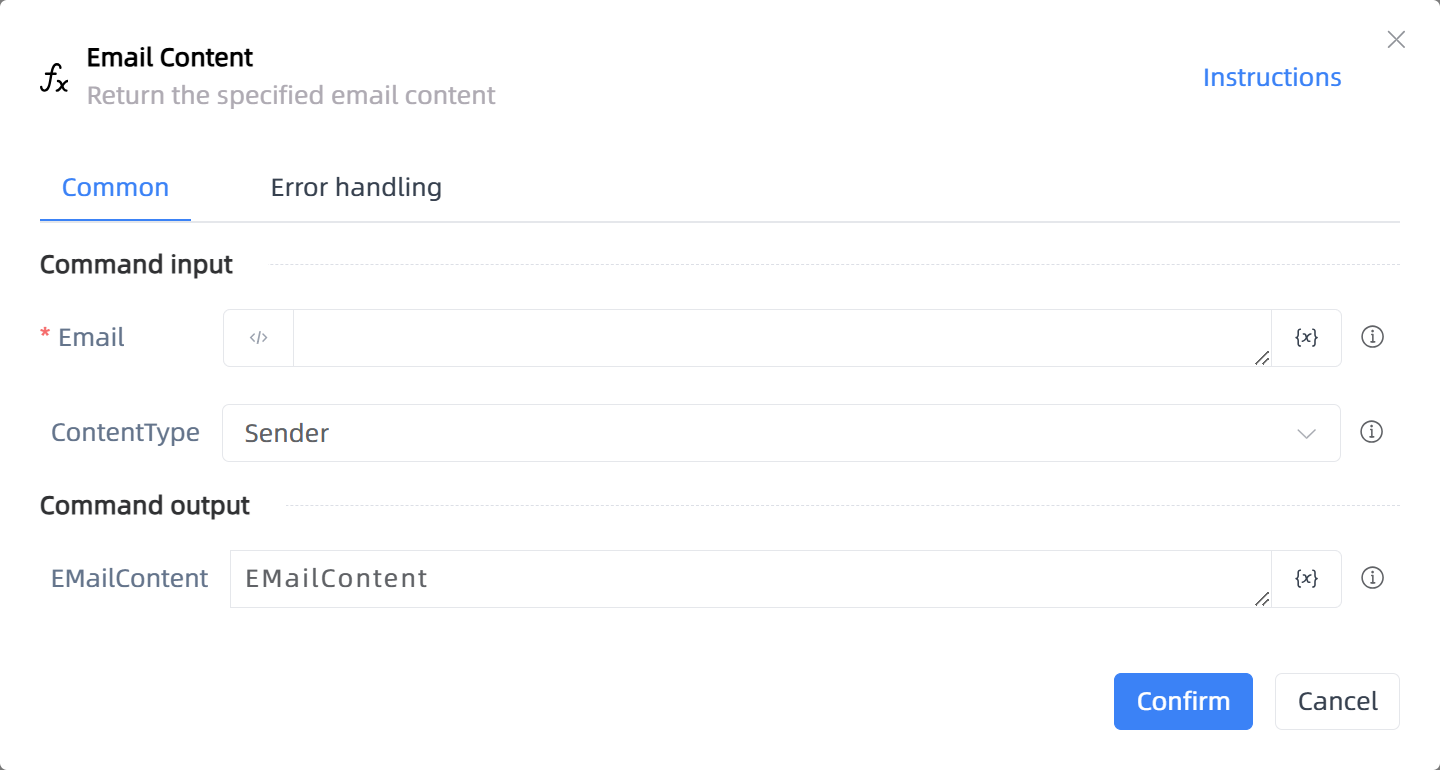 Email Content
Return the specified email content
Instructions
Common Error handling
Command input
* Email </> {x}
ContentType Sender
Command output
EMailContent EMailContent {x}
Confirm Cancel